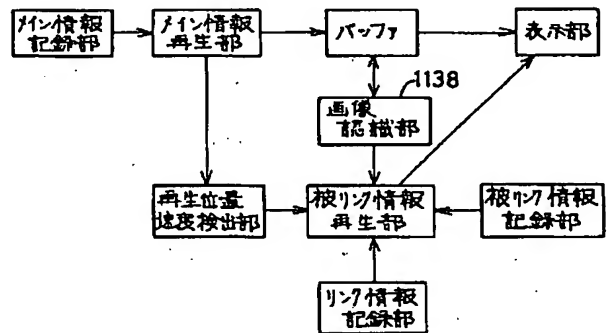 メイン情報
記録部
メイン情報
再生部
バッファ
表示部
1138
画像
認識部
再生位置
速度検出部
被リンク情報
再生部
被リンク情報
記録部
リンク情報
記録部